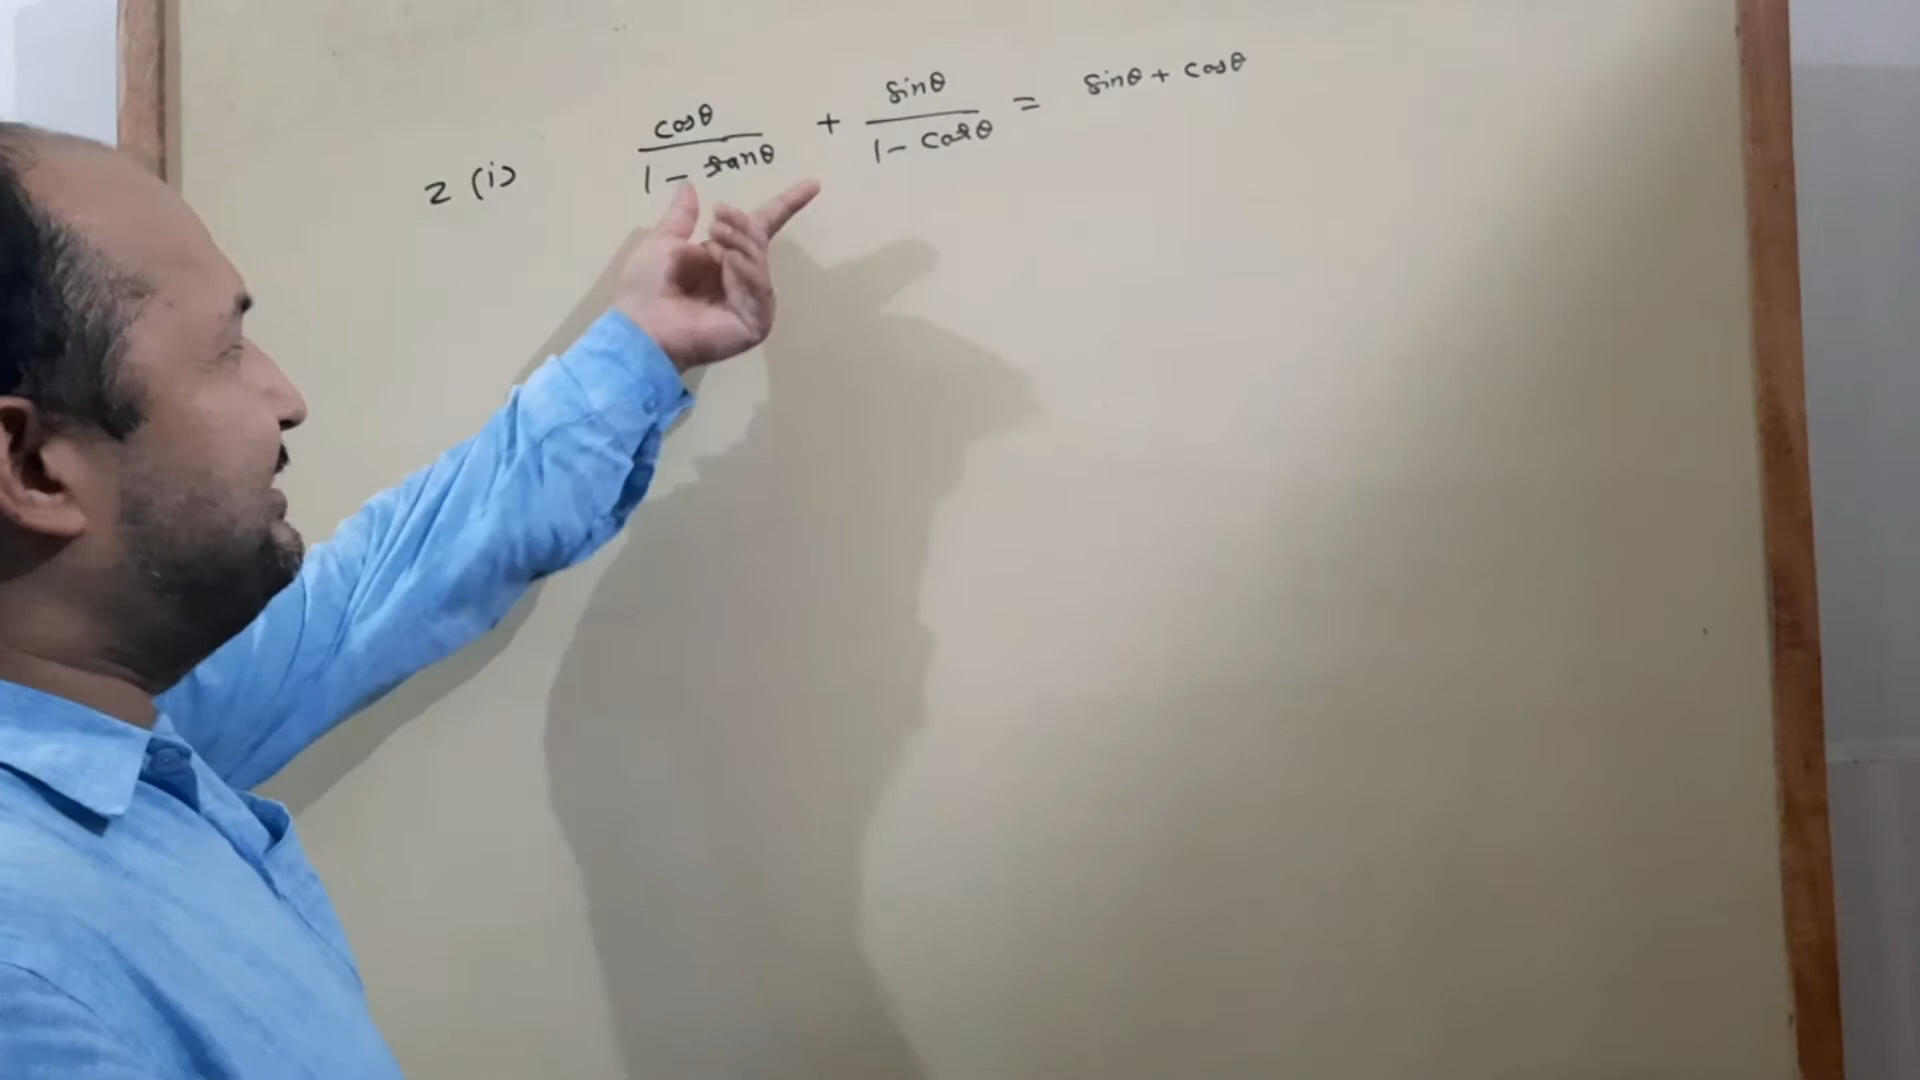 2 (i) cosθ / 1 - tanθ + sinθ / 1 - cotθ = sinθ + cosθ